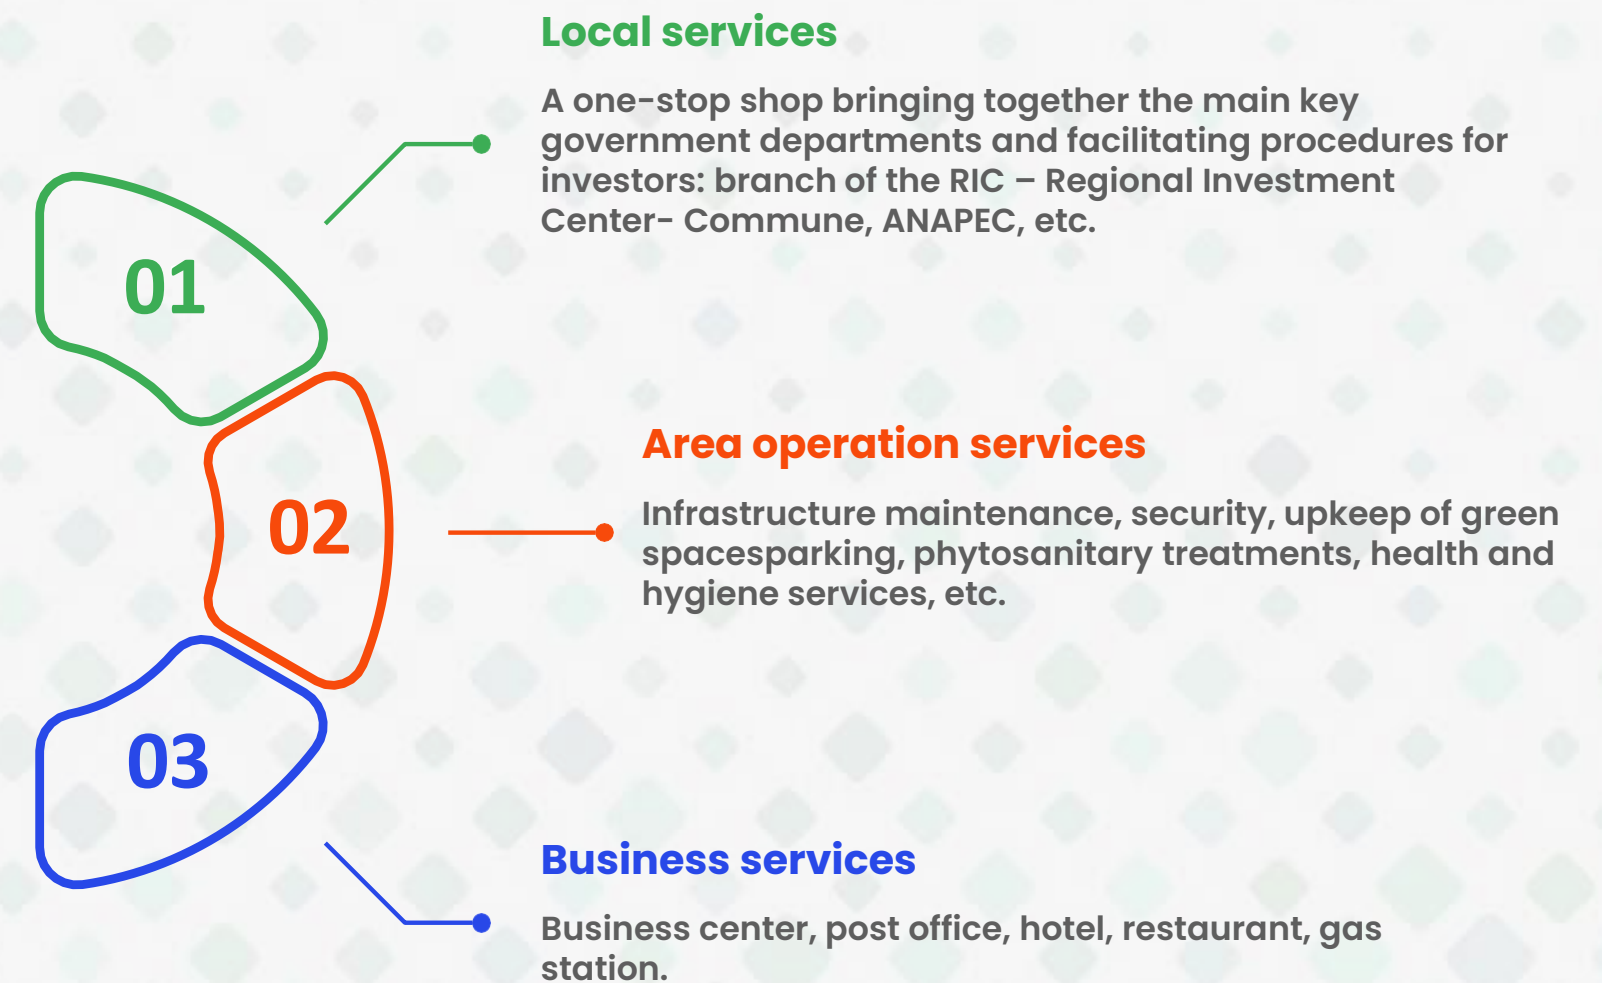 Local services
A one-stop shop bringing together the main key
government departments and facilitating procedures for
investors: branch of the RIC – Regional Investment
Center- Commune, ANAPEC, etc.
01
Area operation services
Infrastructure maintenance, security, upkeep of green
spacesparking, phytosanitary treatments, health and
hygiene services, etc.
02
03
Business services
Business center, post office, hotel, restaurant, gas
station.